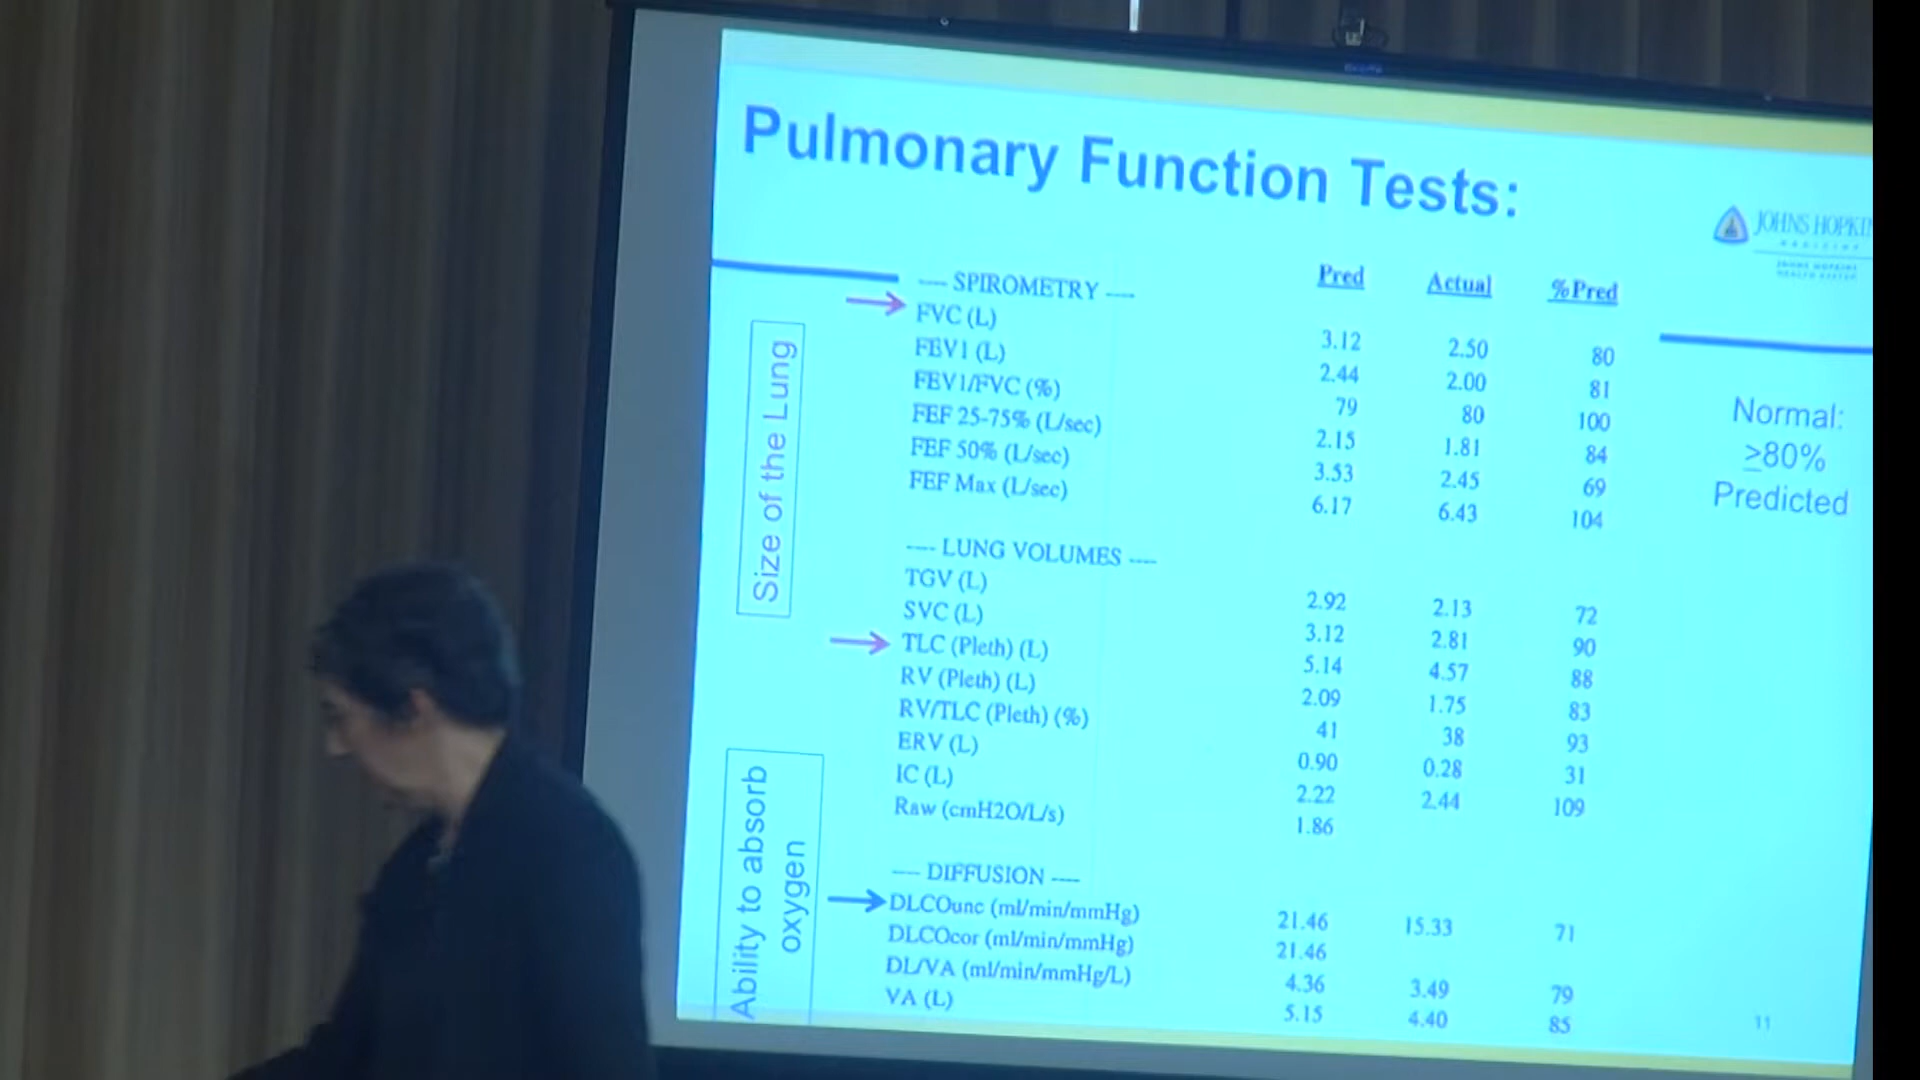 Pulmonary Function Tests:
JOHNS HOPKIN
MEDICINE
JOHNS HOPKINS
HEALTH SYSTEM
Pred Actual %Pred
---- SPIROMETRY ----
FVC (L) 3.12 2.50 80
FEV1 (L) 2.44 2.00 81
FEV1/FVC (%) 79 80 100
FEF 25-75% (L/sec) 2.15 1.81 84
FEF 50% (L/sec) 3.53 2.45 69
FEF Max (L/sec) 6.17 6.43 104
---- LUNG VOLUMES ----
TGV (L) 2.92 2.13 72
SVC (L) 3.12 2.81 90
TLC (Pleth) (L) 5.14 4.57 88
RV (Pleth) (L) 2.09 1.75 83
RV/TLC (Pleth) (%) 41 38 93
ERV (L) 0.90 0.28 31
IC (L) 2.22 2.44 109
Raw (cmH2O/L/s) 1.86
---- DIFFUSION ----
DLCOunc (ml/min/mmHg) 21.46 15.33 71
DLCOcor (ml/min/mmHg) 21.46
DL/VA (ml/min/mmHg/L) 4.36 3.49 79
VA (L) 5.15 4.40 85
Size of the Lung
Ability to absorb
oxygen
Normal:
≥80%
Predicted
11